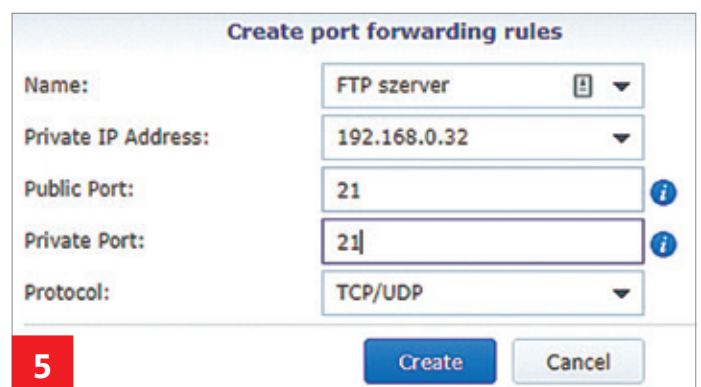 Create port forwarding rules
Name: FTP szerver
Private IP Address: 192.168.0.32
Public Port: 21
Private Port: 21
Protocol: TCP/UDP
5
Create Cancel